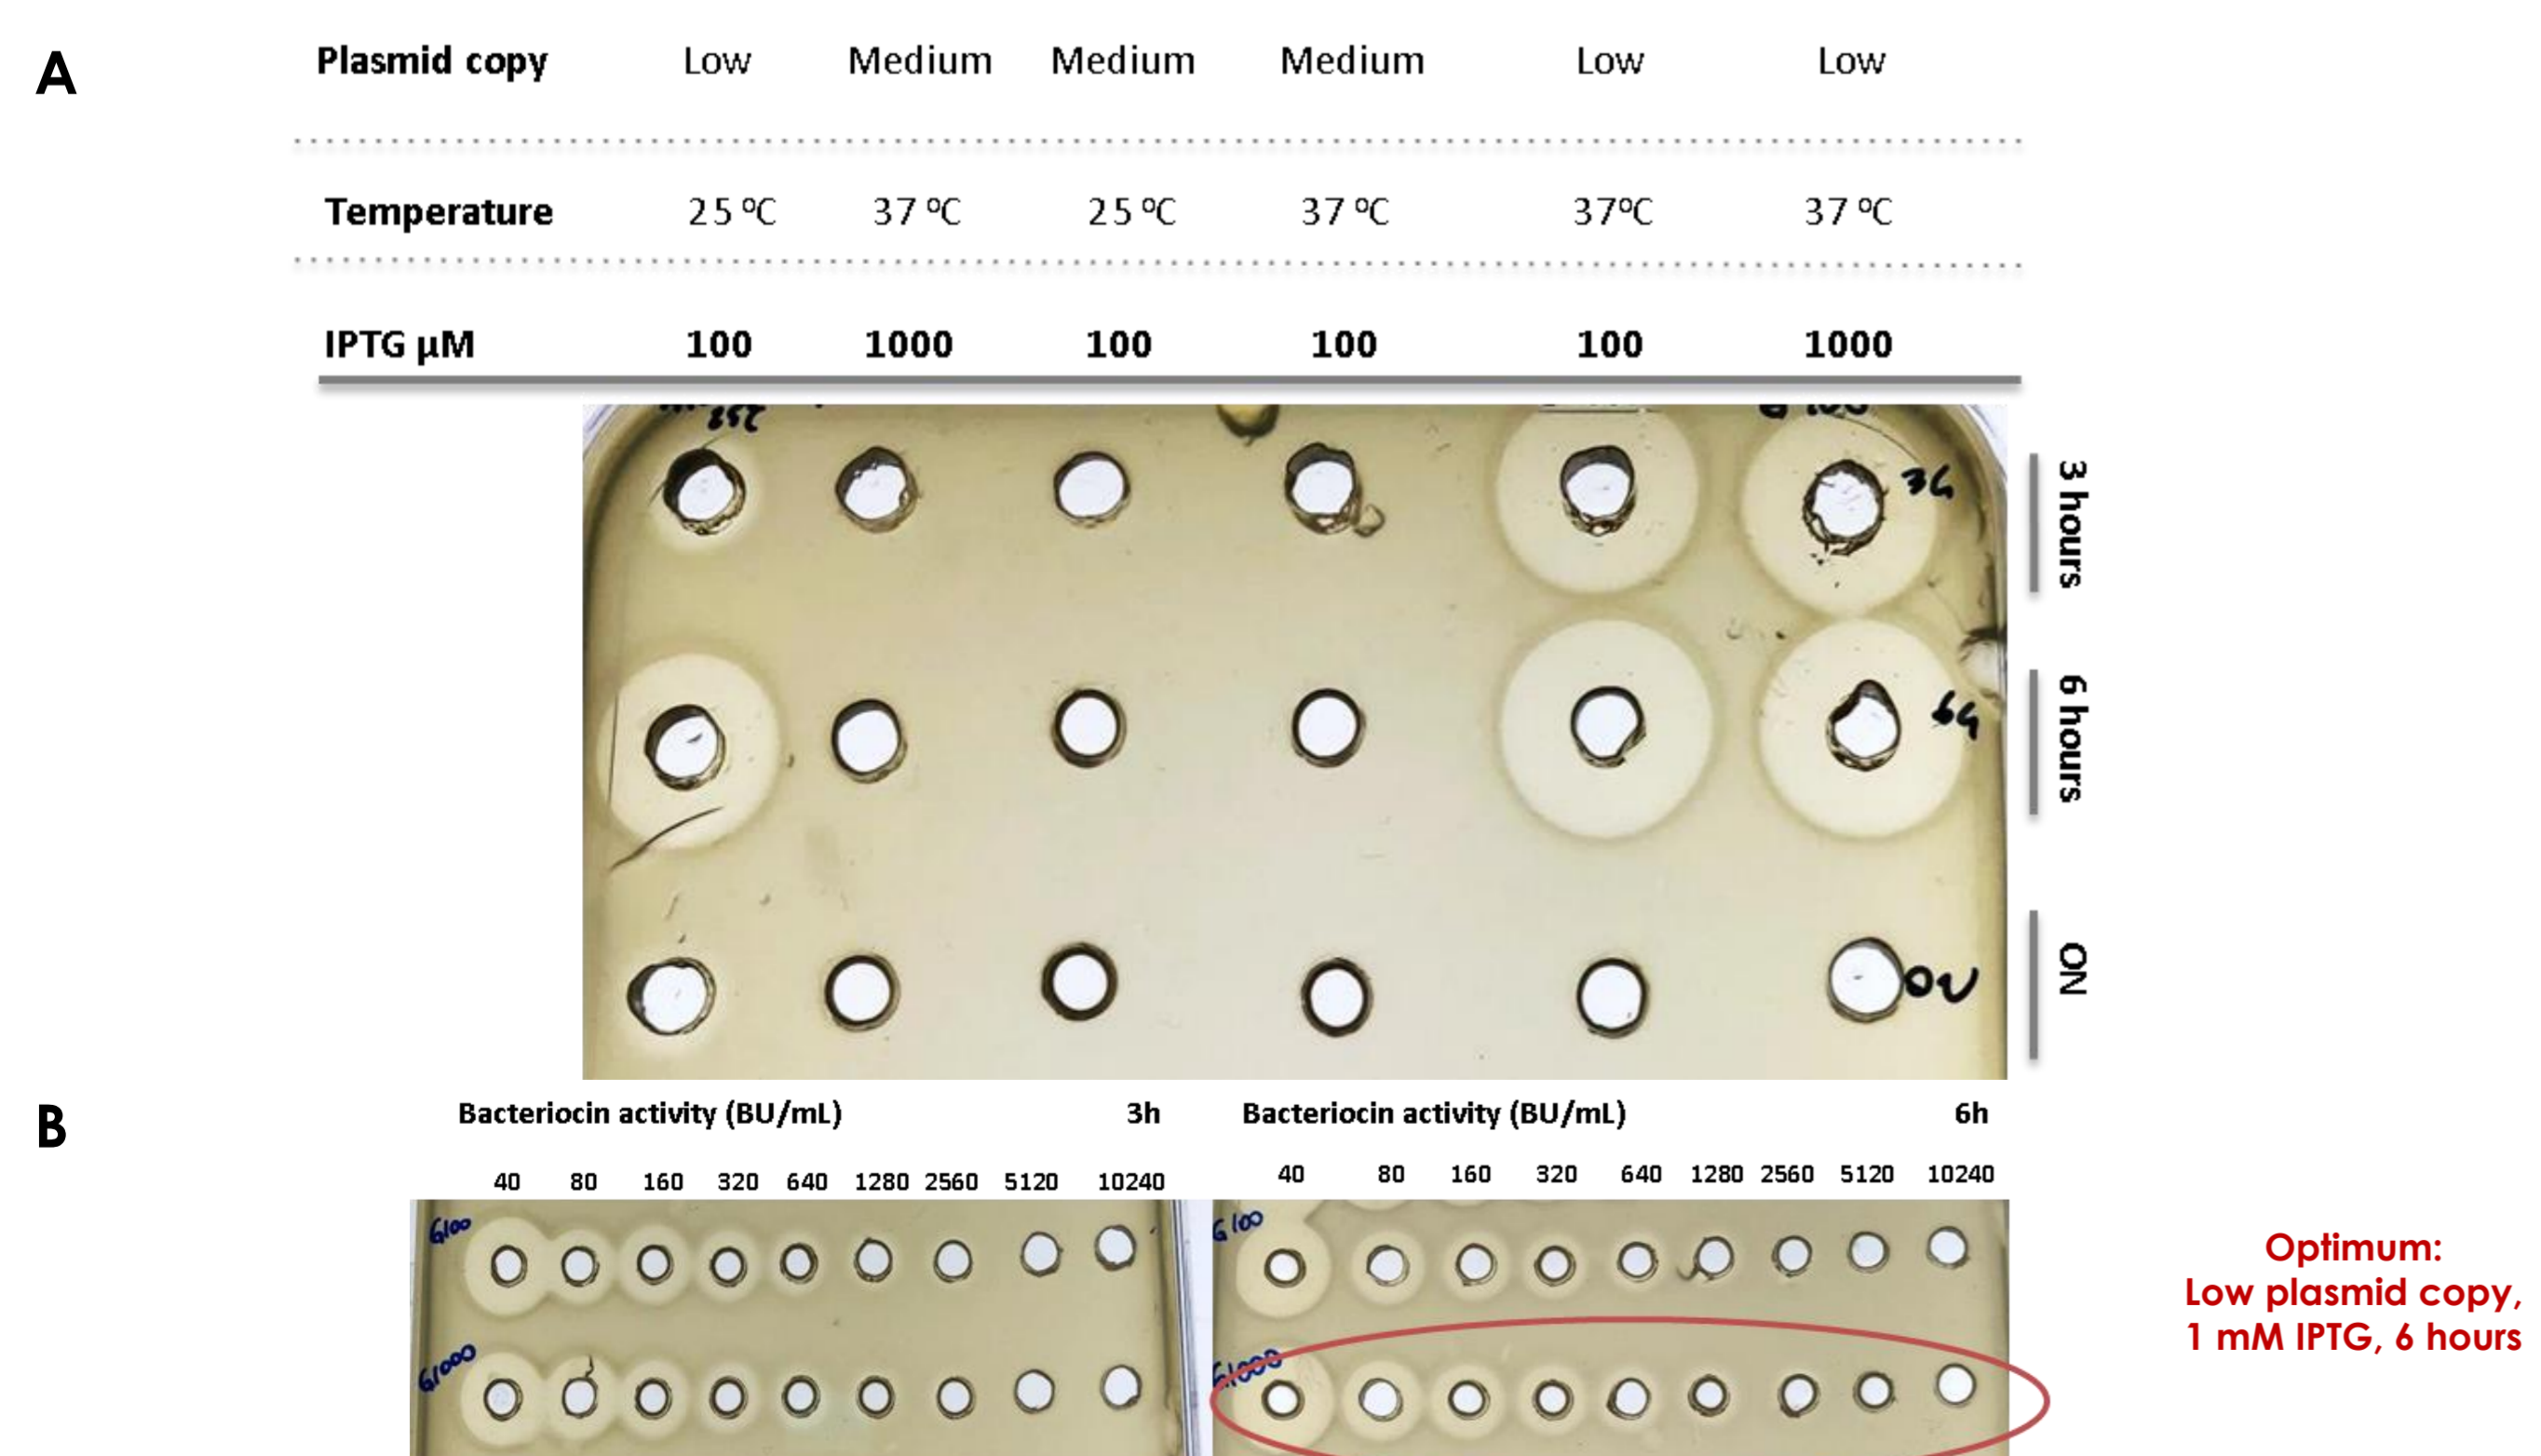 A
Plasmid copy Low Medium Medium Medium Low Low
Temperature 25 ºC 37 ºC 25 ºC 37 ºC 37ºC 37 ºC
IPTG µM 100 1000 100 100 100 1000
3h
3 hours
6h
6 hours
ON
ON
B
Bacteriocin activity (BU/mL) 3h
40 80 160 320 640 1280 2560 5120 10240
G100
G1000
Bacteriocin activity (BU/mL) 6h
40 80 160 320 640 1280 2560 5120 10240
G100
G1000
Optimum:
Low plasmid copy,
1 mM IPTG, 6 hours